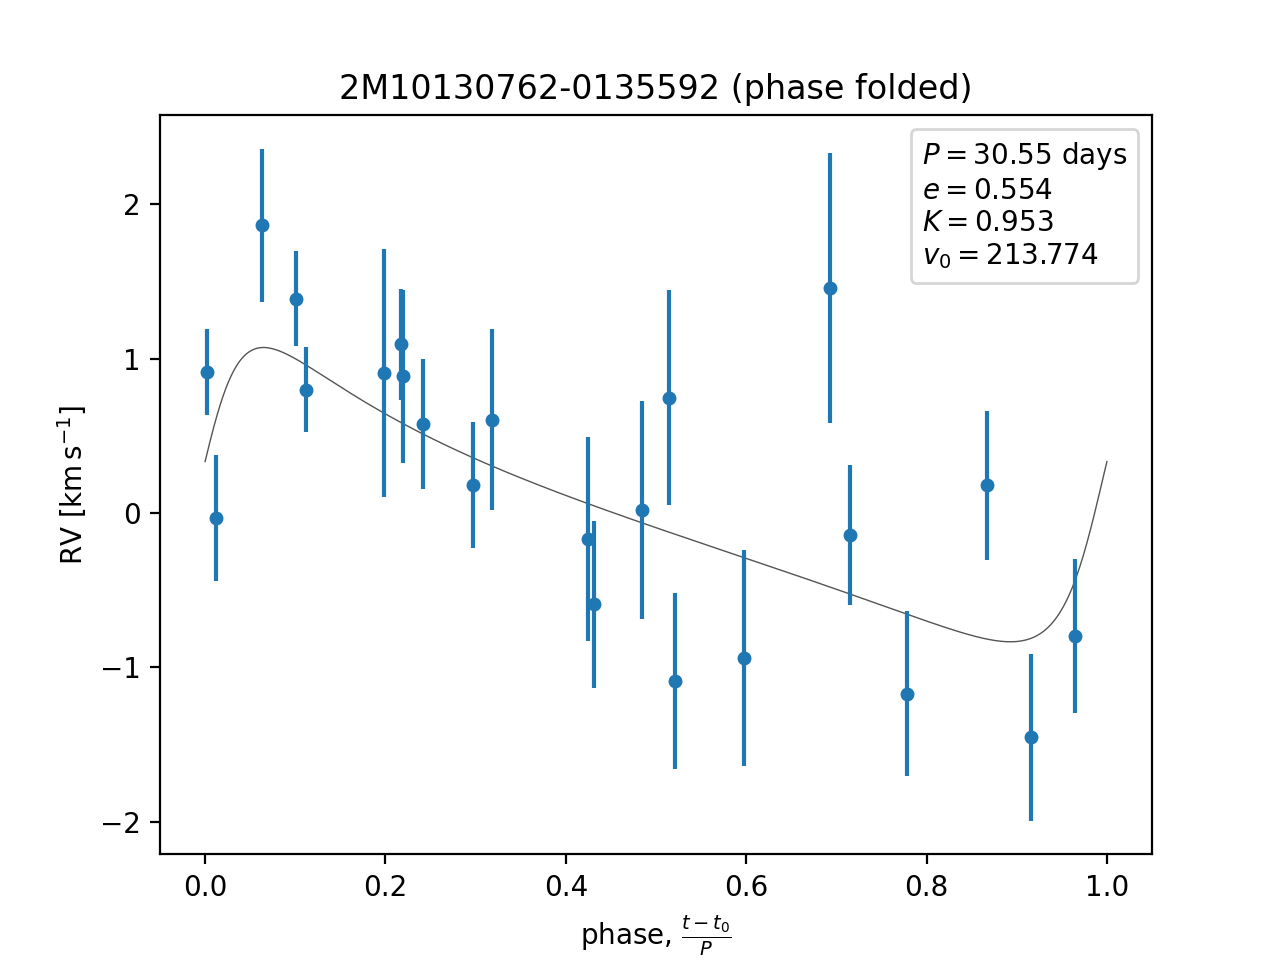 2M10130762-0135592 (phase folded)
P = 30.55 days
e = 0.554
K = 0.953
v₀ = 213.774
RV [km s⁻¹]
2
1
0
−1
−2
0.0 0.2 0.4 0.6 0.8 1.0
phase, (t − t₀)/P